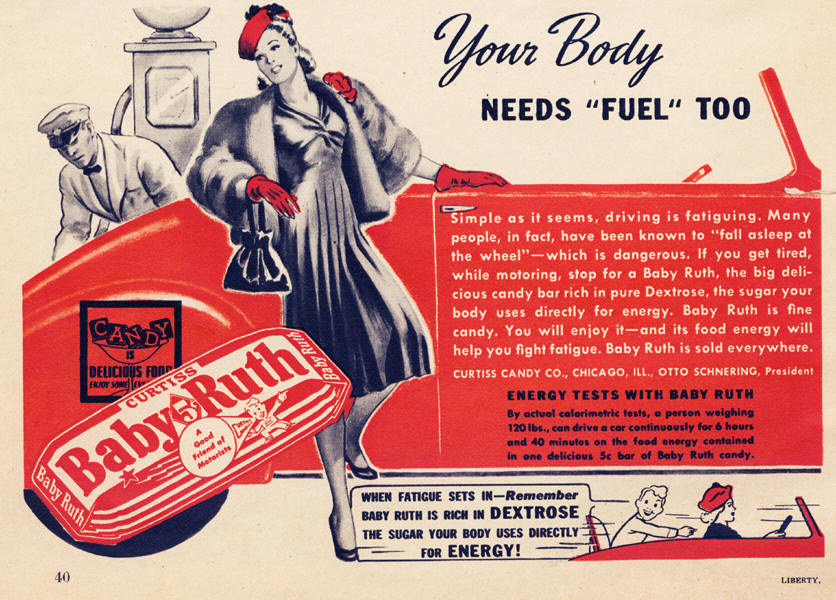 Your Body
NEEDS "FUEL" TOO
Simple as it seems, driving is fatiguing. Many
people, in fact, have been known to "fall asleep at
the wheel"—which is dangerous. If you get tired,
while motoring, stop for a Baby Ruth, the big deli-
cious candy bar rich in pure Dextrose, the sugar your
body uses directly for energy. Baby Ruth is fine
candy. You will enjoy it—and its food energy will
help you fight fatigue. Baby Ruth is sold everywhere.
CURTISS CANDY CO., CHICAGO, ILL., OTTO SCHNERING, President
ENERGY TESTS WITH BABY RUTH
By actual calorimetric tests, a person weighing
120 lbs., can drive a car continuously for 6 hours
and 40 minutes on the food energy contained
in one delicious 5c bar of Baby Ruth candy.
CANDY
IS
DELICIOUS FOOD
ENJOY SOME
CURTISS
Baby Ruth
5¢
A
Good
Friend of
Motorists
Baby Ruth
Baby Ruth
WHEN FATIGUE SETS IN—Remember
BABY RUTH IS RICH IN DEXTROSE
THE SUGAR YOUR BODY USES DIRECTLY
FOR ENERGY!
40
LIBERTY.